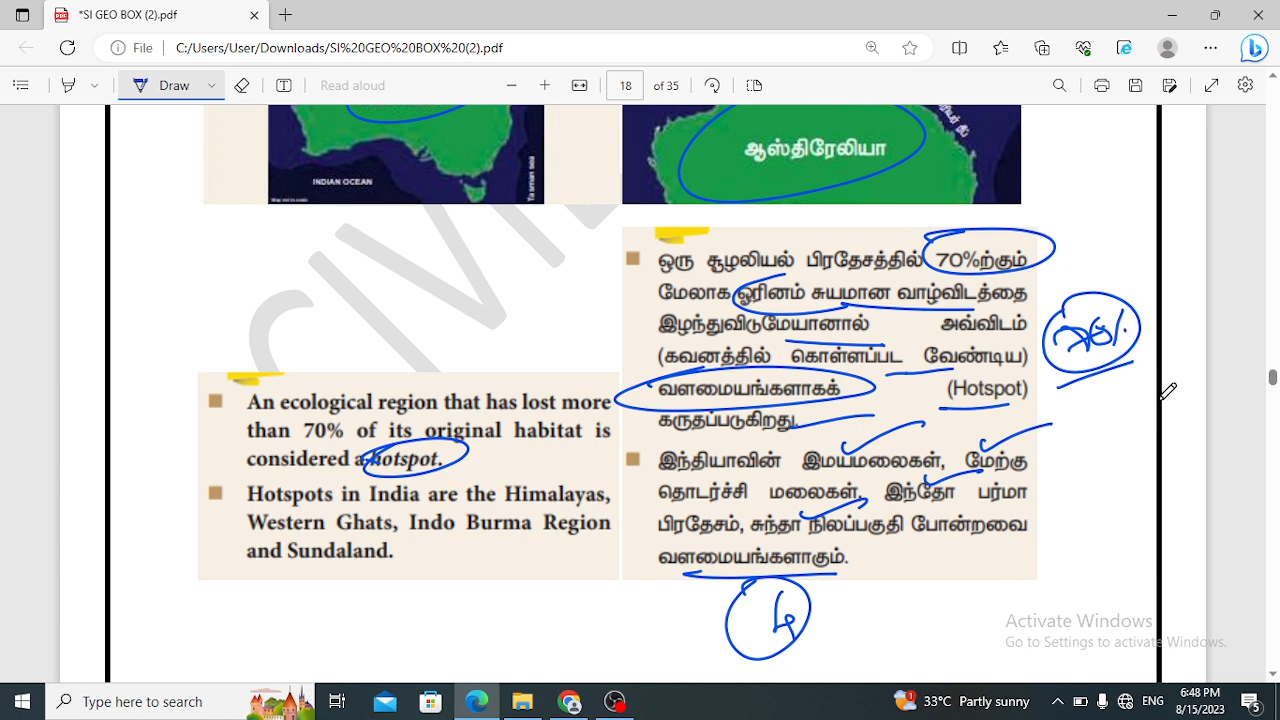 *SI GEO BOX (2).pdf
File
C:/Users/User/Downloads/SI%20GEO%20BOX%20(2).pdf
Draw
Read aloud
18 of 35
INDIAN OCEAN
Tasman sea
ஆஸ்திரேலியா
CIVIL
ஒரு சூழலியல் பிரதேசத்தில் 70%ற்கும்
மேலாக ஓரினம் சுயமான வாழ்விடத்தை
இழந்துவிடுமேயானால் அவ்விடம்
(கவனத்தில் கொள்ளப்பட வேண்டிய)
வளமையங்களாகக் (Hotspot)
கருதப்படுகிறது.
இந்தியாவின் இமயமலைகள், மேற்கு
தொடர்ச்சி மலைகள், இந்தோ பர்மா
பிரதேசம், சுந்தா நிலப்பகுதி போன்றவை
வளமையங்களாகும்.
70%
4
An ecological region that has lost more
than 70% of its original habitat is
considered a hotspot.
Hotspots in India are the Himalayas,
Western Ghats, Indo Burma Region
and Sundaland.
Activate Windows
Go to Settings to activate Windows.
Type here to search
33°C Partly sunny
ENG
6:48 PM
8/15/2023